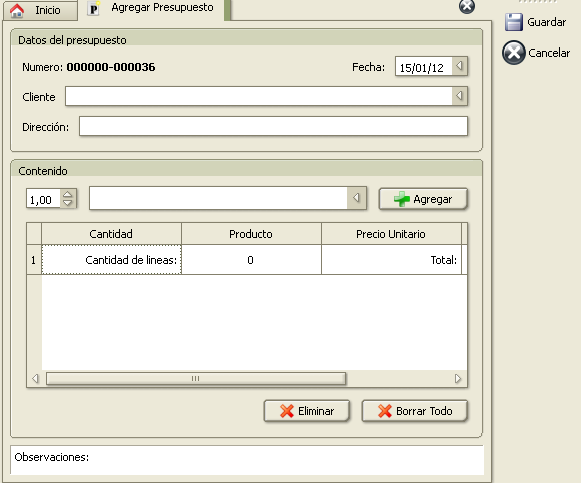 Inicio
Agregar Presupuesto
Guardar
Cancelar
Datos del presupuesto
Numero: 000000-000036
Fecha: 15/01/12
Cliente
Dirección:
Contenido
1,00
Agregar
Cantidad Producto Precio Unitario
1 Cantidad de lineas: 0 Total:
Eliminar Borrar Todo
Observaciones: